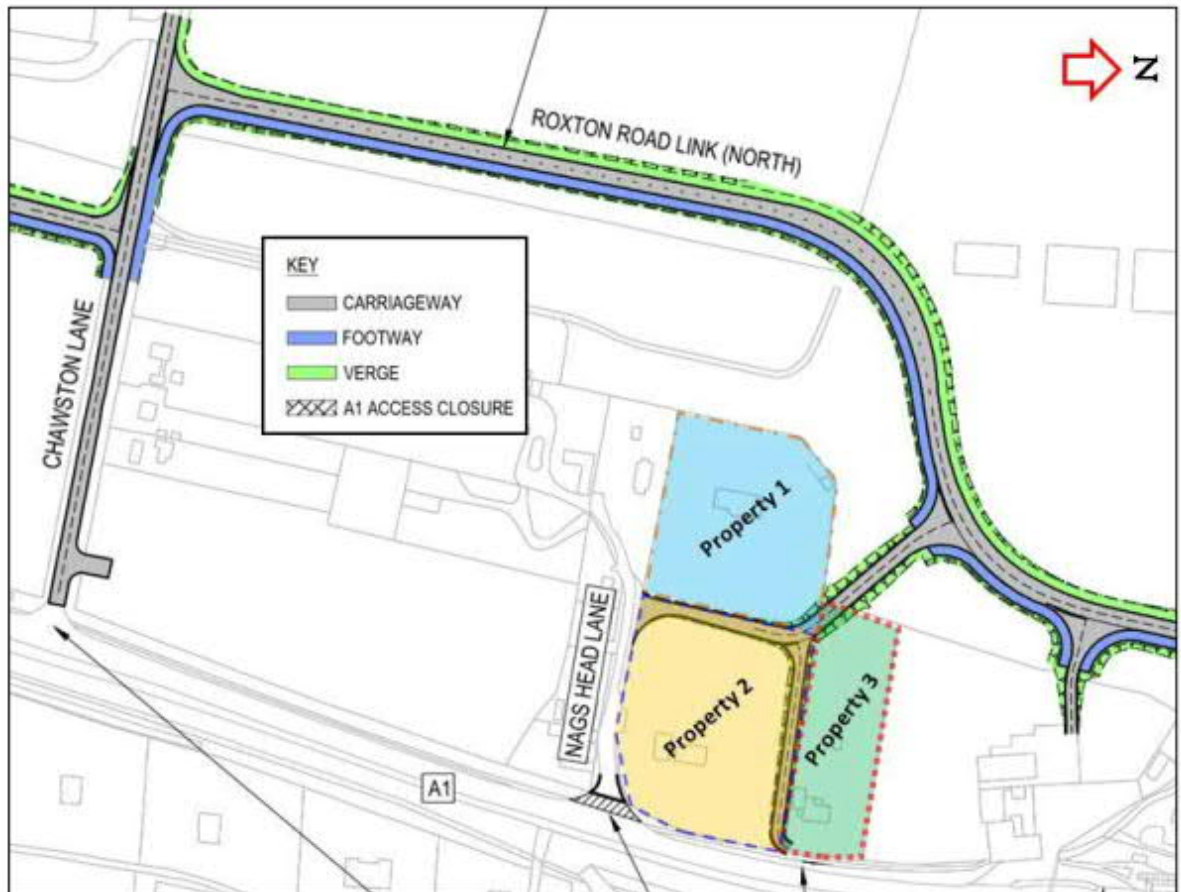 N
ROXTON ROAD LINK (NORTH)
KEY
CARRIAGEWAY
FOOTWAY
VERGE
A1 ACCESS CLOSURE
CHAWSTON LANE
Property 1
NAGS HEAD LANE
Property 2
Property 3
A1